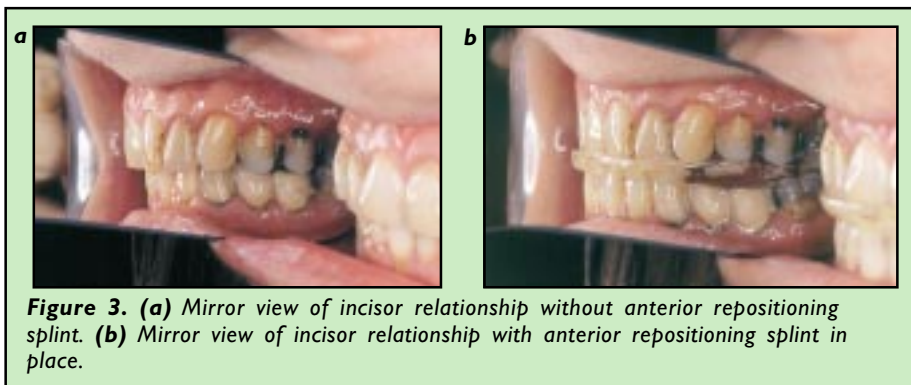 a
b
Figure 3. (a) Mirror view of incisor relationship without anterior repositioning
splint. (b) Mirror view of incisor relationship with anterior repositioning splint in
place.